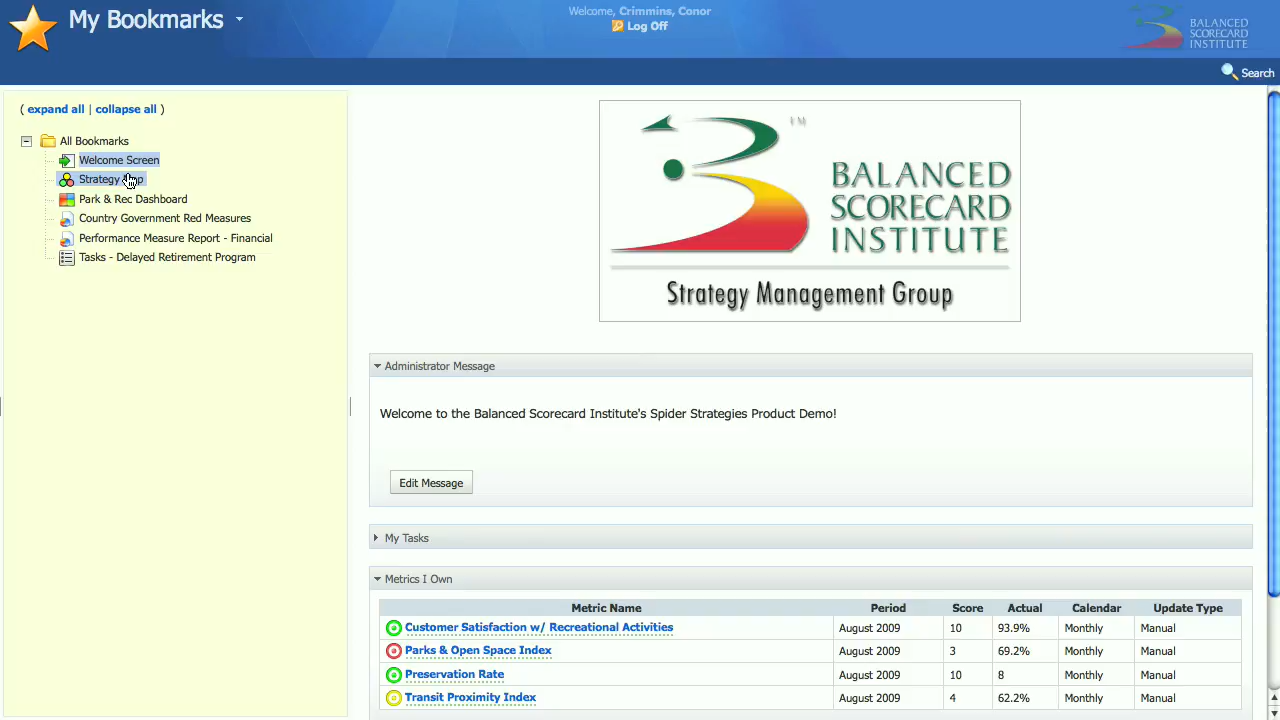 My Bookmarks
Welcome, Crimmins, Conor
Log Off
BALANCED
SCORECARD
INSTITUTE
Search
( expand all | collapse all )
All Bookmarks
Welcome Screen
Strategy
Park & Rec Dashboard
Country Government Red Measures
Performance Measure Report - Financial
Tasks - Delayed Retirement Program
TM
BALANCED
SCORECARD
INSTITUTE
Strategy Management Group
Administrator Message
Welcome to the Balanced Scorecard Institute's Spider Strategies Product Demo!
Edit Message
My Tasks
Metrics I Own
Metric Name Period Score Actual Calendar Update Type
Customer Satisfaction w/ Recreational Activities August 2009 10 93.9% Monthly Manual
Parks & Open Space Index August 2009 3 69.2% Monthly Manual
Preservation Rate August 2009 10 8 Monthly Manual
Transit Proximity Index August 2009 4 62.2% Monthly Manual